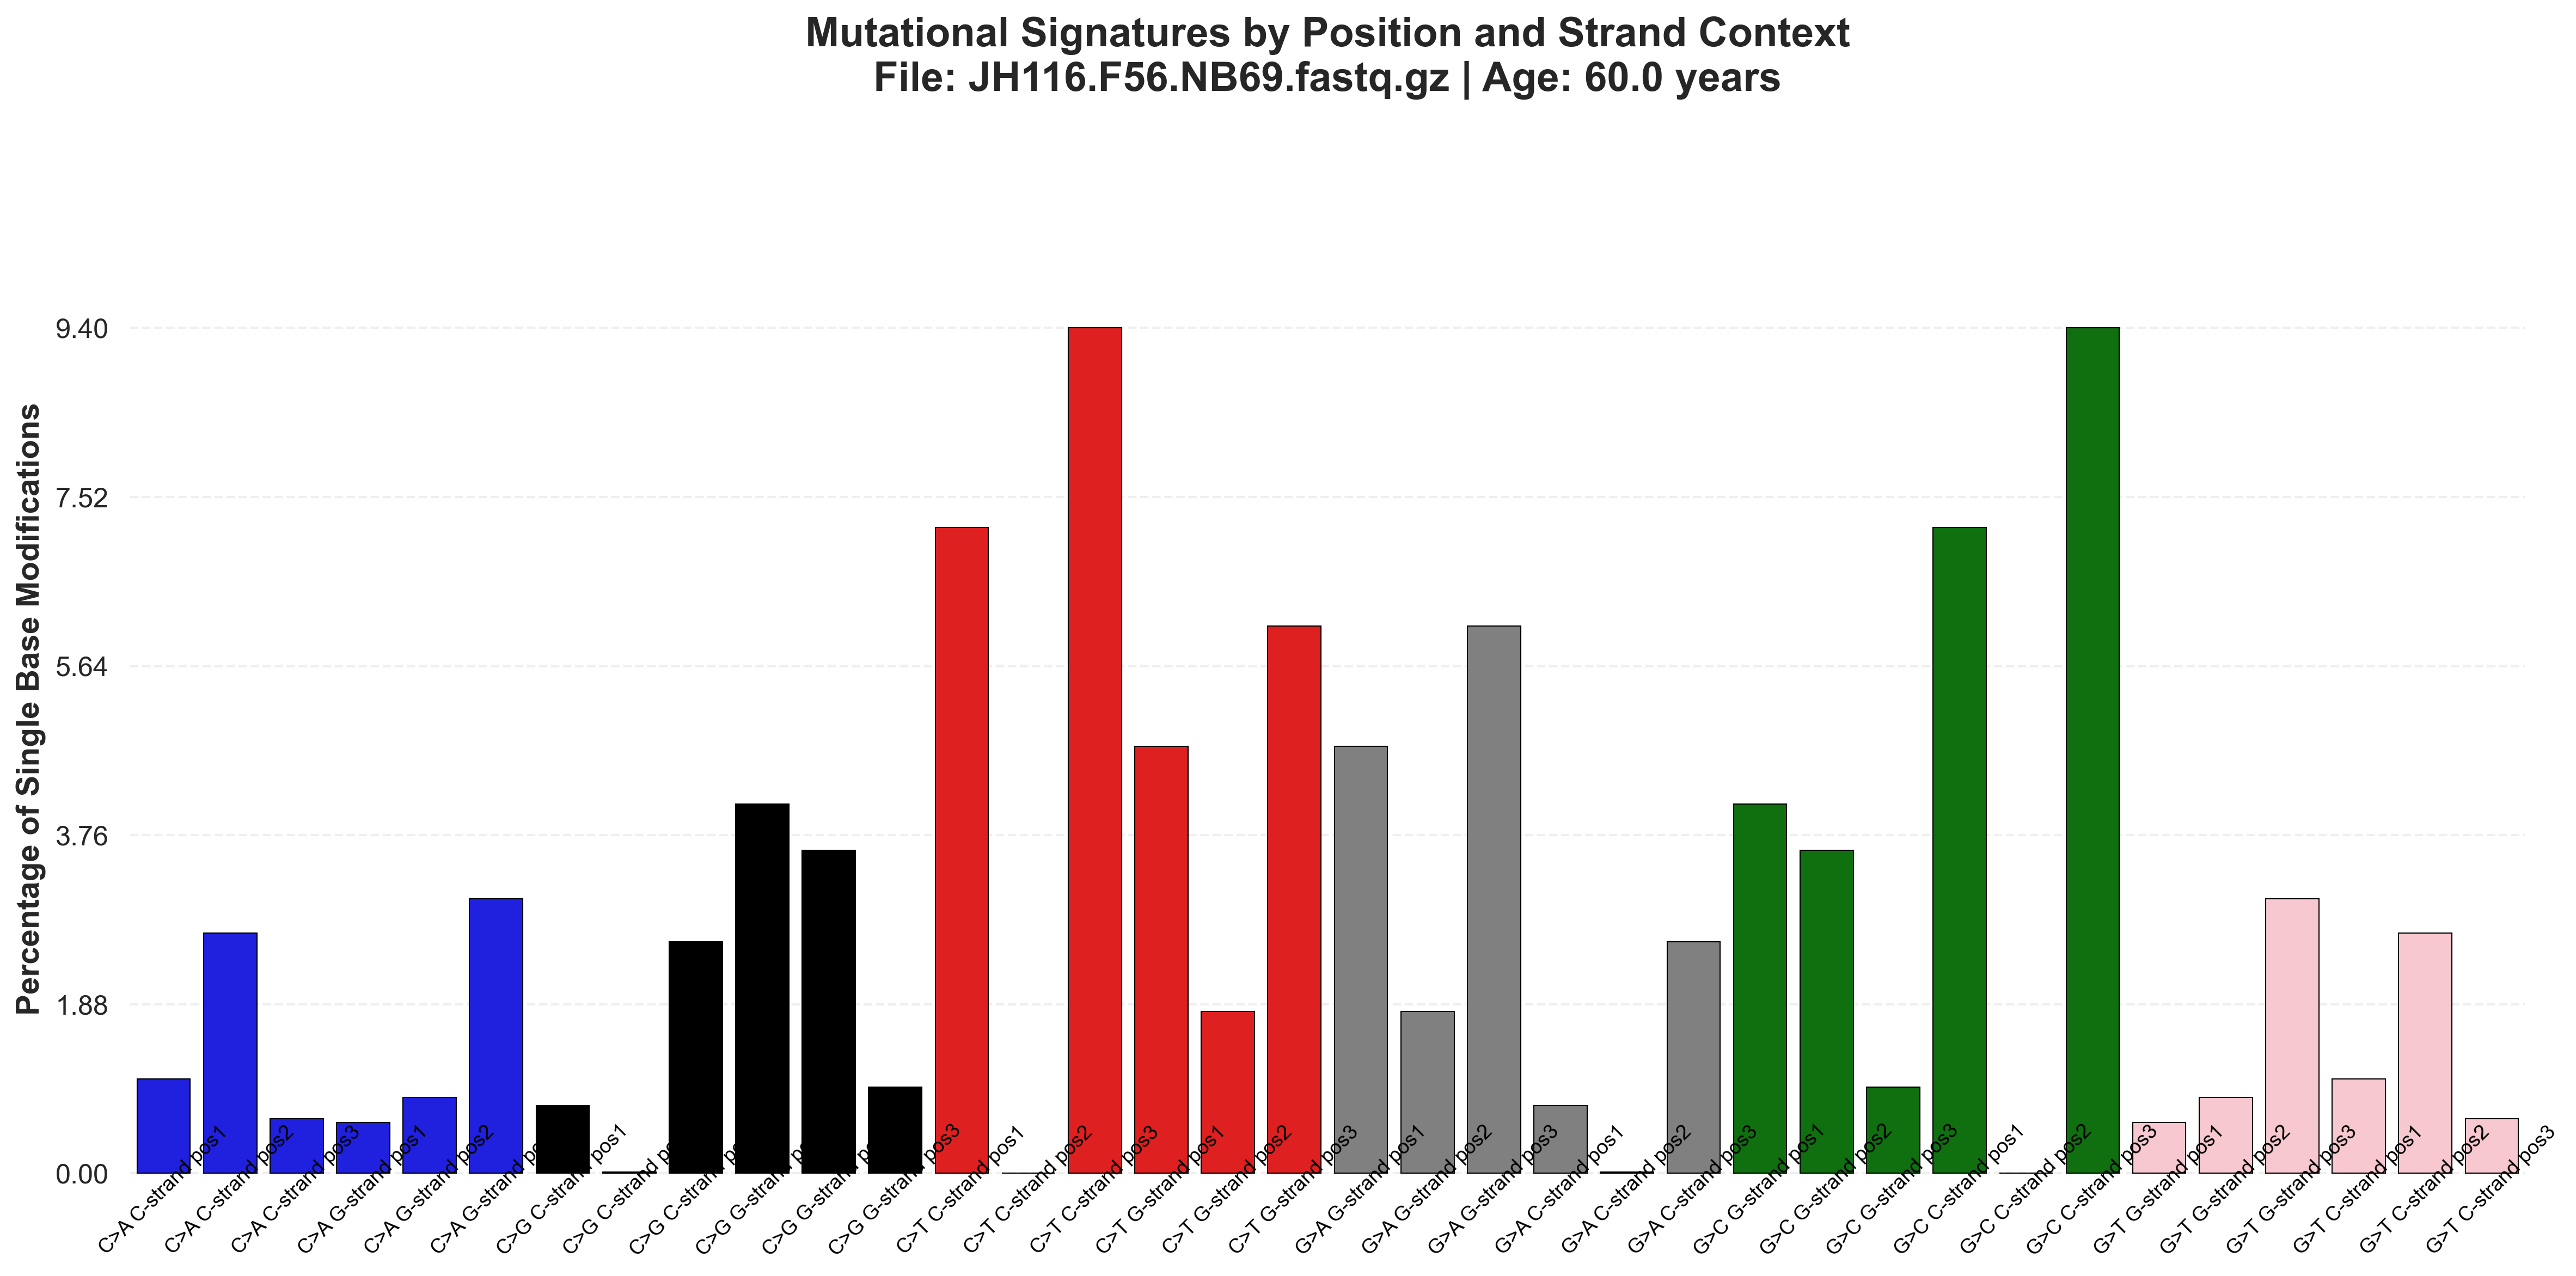 Mutational Signatures by Position and Strand Context
File: JH116.F56.NB69.fastq.gz | Age: 60.0 years
Percentage of Single Base Modifications
9.40
7.52
5.64
3.76
1.88
0.00
C>A C-strand pos1
C>A C-strand pos2
C>A C-strand pos3
C>A G-strand pos1
C>A G-strand pos2
C>A G-strand po
C>G C-strand pos1
C>G C-strand po
C>G C-strand po
C>G G-strand p
C>G G-strand p
C>G G-strand pos3
C>T C-strand pos1
C>T C-strand pos2
C>T C-strand pos3
C>T G-strand pos1
C>T G-strand pos2
C>T G-strand pos3
G>A G-strand pos1
G>A G-strand pos2
G>A G-strand pos3
G>A C-strand pos1
G>A C-strand pos2
G>A C-strand pos3
G>C G-strand pos1
G>C G-strand pos2
G>C G-strand pos3
G>C C-strand pos1
G>C C-strand pos2
G>C C-strand pos3
G>T G-strand pos1
G>T G-strand pos2
G>T G-strand pos3
G>T C-strand pos1
G>T C-strand pos2
G>T C-strand pos3